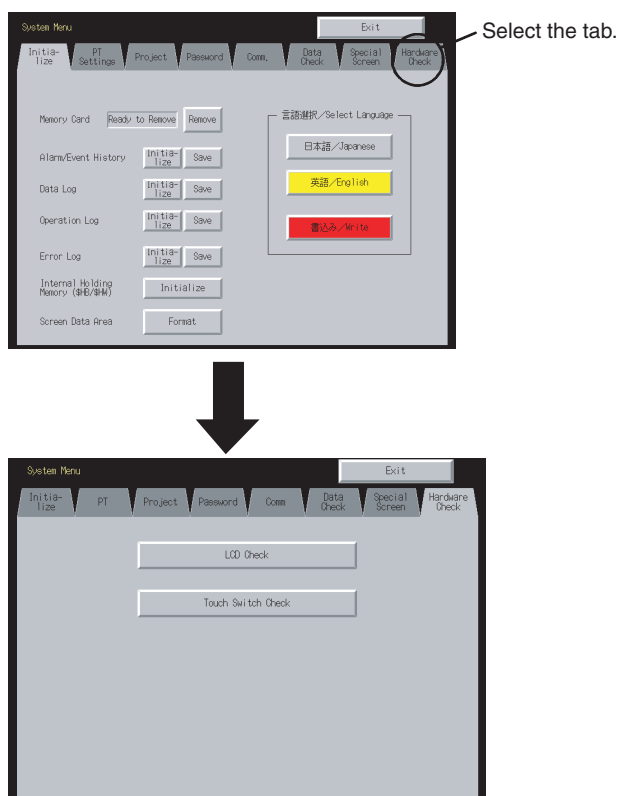 System Menu
Exit
Select the tab.
Initia-
lize
PT
Settings
Project
Password
Comm.
Data
Check
Special
Screen
Hardware
Check
Memory Card
Ready to Remove
Remove
Alarm/Event History
Initia-
lize
Save
Data Log
Initia-
lize
Save
Operation Log
Initia-
lize
Save
Error Log
Initia-
lize
Save
Internal Holding
Memory ($HB/$HW)
Initialize
Screen Data Area
Format
言語選択/Select Language
日本語/Japanese
英語/English
書込み/Write
System Menu
Exit
Initia-
lize
PT
Project
Password
Comm
Data
Check
Special
Screen
Hardware
Check
LCD Check
Touch Switch Check